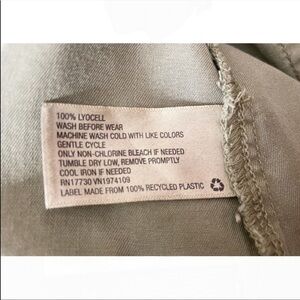 100% LYOCELL
WASH BEFORE WEAR
MACHINE WASH COLD WITH LIKE COLORS
GENTLE CYCLE
ONLY NON-CHLORINE BLEACH IF NEEDED
TUMBLE DRY LOW, REMOVE PROMPTLY
COOL IRON IF NEEDED
RN17730 VN1974109
LABEL MADE FROM 100% RECYCLED PLASTIC